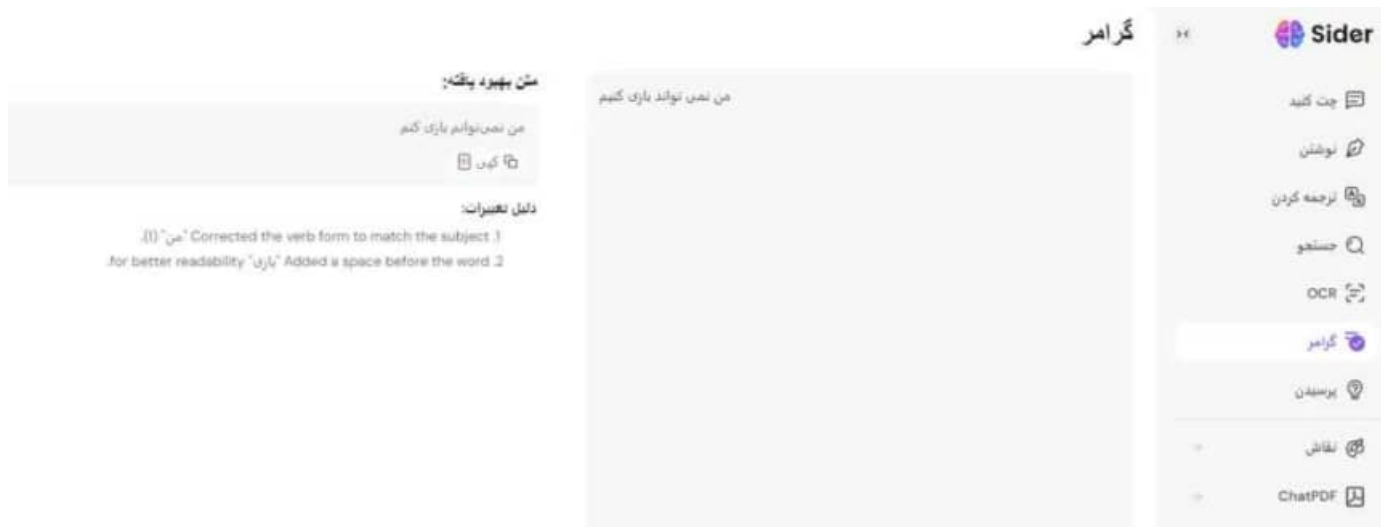 Sider
چت کنید
نوشتن
ترجمه کردن
جستجو
OCR
گرامر
پرسیدن
نقاش
ChatPDF
گرامر
من نمی تواند بازی کنیم
متن بهبود یافته:
من نمی‌توانم بازی کنم
کپی
دلیل تغییرات:
1. Corrected the verb form to match the subject "من" (I).
2. Added a space before the word "بازی" for better readability.